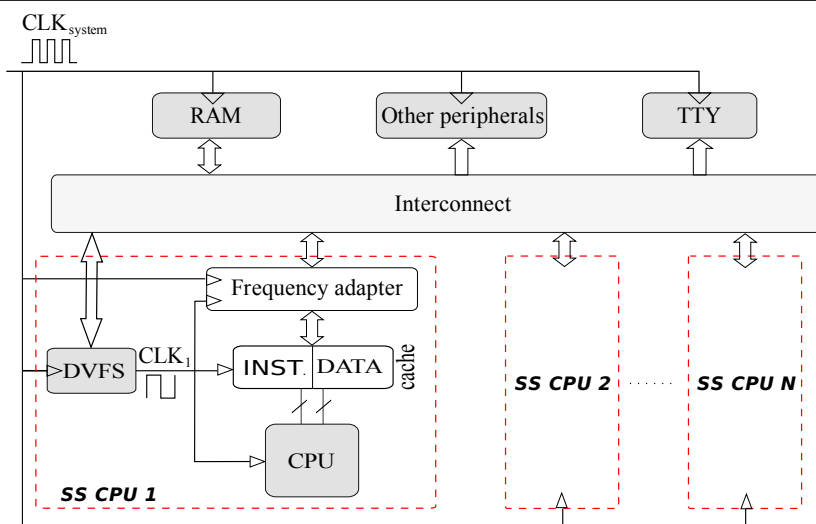 CLKsystem
RAM
Other peripherals
TTY
Interconnect
Frequency adapter
DVFS
CLK1
INST.
DATA
cache
SS CPU 2
......
SS CPU N
CPU
SS CPU 1